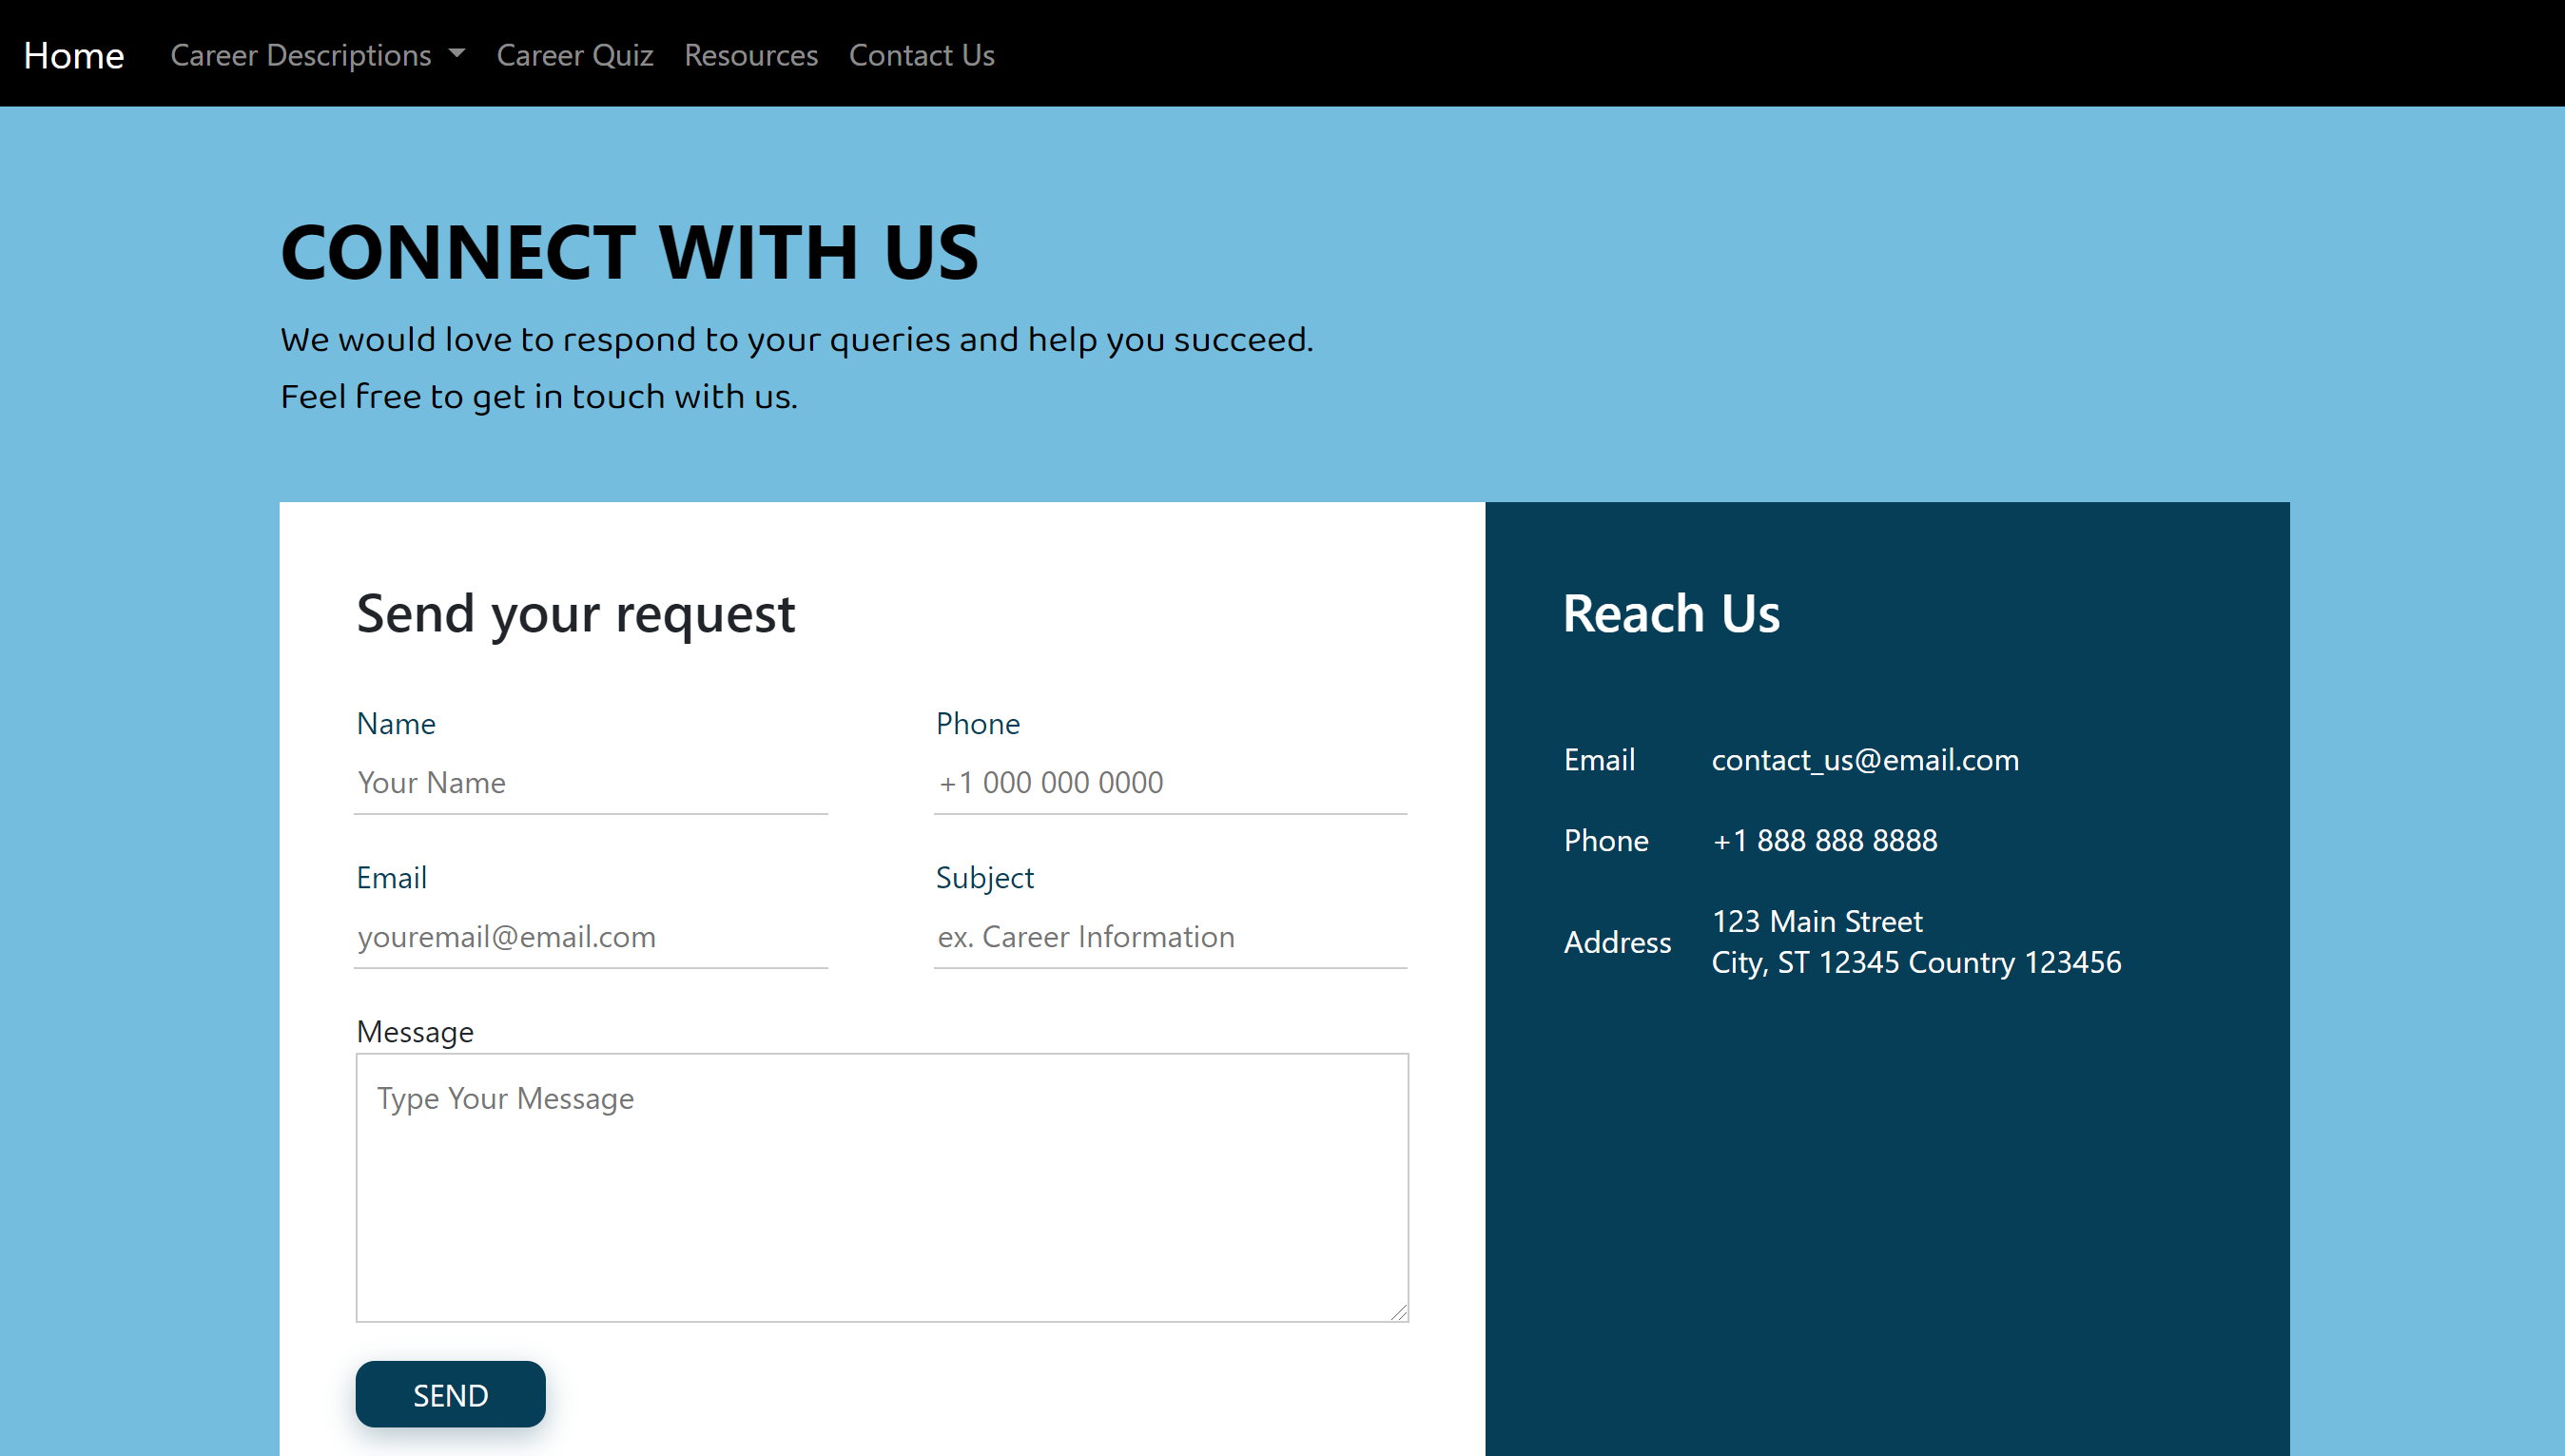 Home Career Descriptions Career Quiz Resources Contact Us
CONNECT WITH US
We would love to respond to your queries and help you succeed.
Feel free to get in touch with us.
Send your request
Name
Your Name
Phone
+1 000 000 0000
Email
youremail@email.com
Subject
ex. Career Information
Message
Type Your Message
SEND
Reach Us
Email contact_us@email.com
Phone +1 888 888 8888
Address
123 Main Street
City, ST 12345 Country 123456